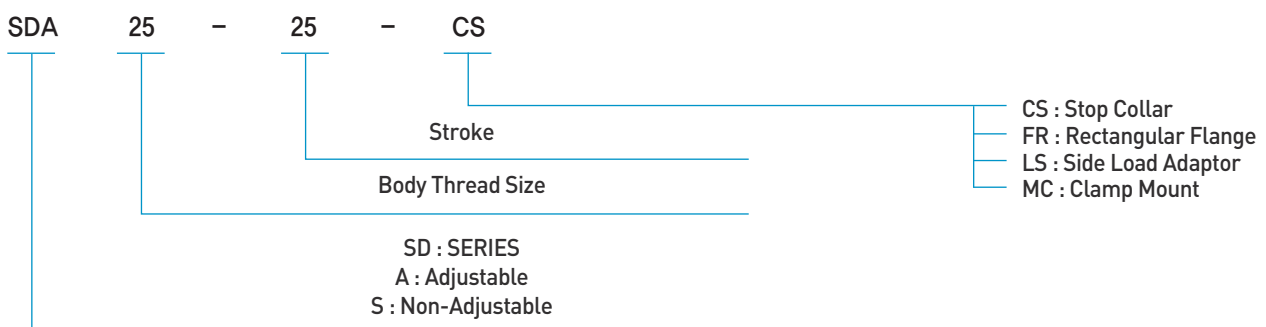 SDA 25 – 25 – CS
CS : Stop Collar
FR : Rectangular Flange
LS : Side Load Adaptor
MC : Clamp Mount
Stroke
Body Thread Size
SD : SERIES
A : Adjustable
S : Non-Adjustable